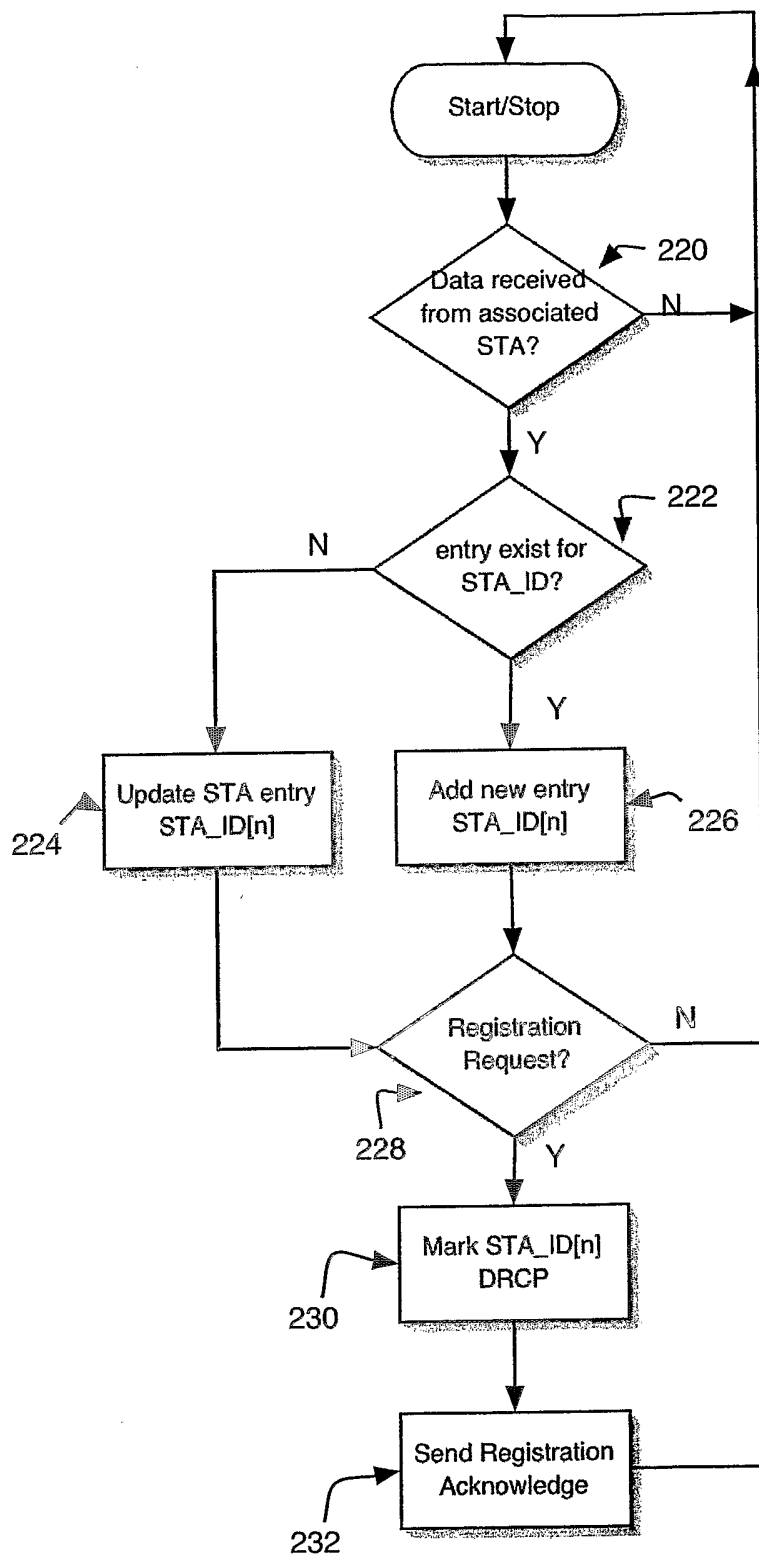 Start/Stop
220
Data received
from associated
STA?
N
Y
222
N
entry exist for
STA_ID?
Y
Update STA entry
STA_ID[n]
224
Add new entry
STA_ID[n]
226
Registration
Request?
N
228
Y
Mark STA_ID[n]
DRCP
230
Send Registration
Acknowledge
232